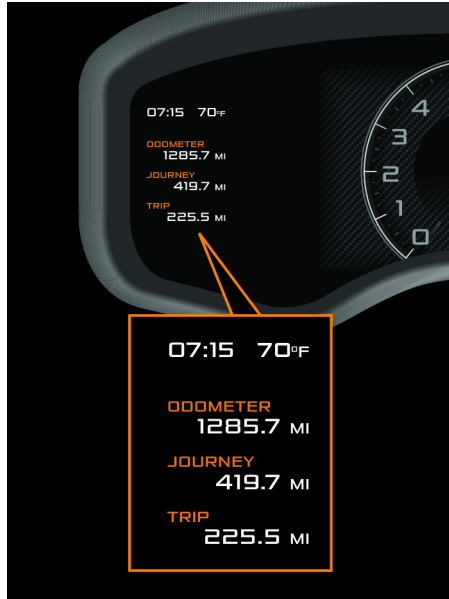 07:15 70°F
ODOMETER
1285.7 MI
JOURNEY
419.7 MI
TRIP
225.5 MI
4
3
2
1
0
07:15 70°F
ODOMETER
1285.7 MI
JOURNEY
419.7 MI
TRIP
225.5 MI